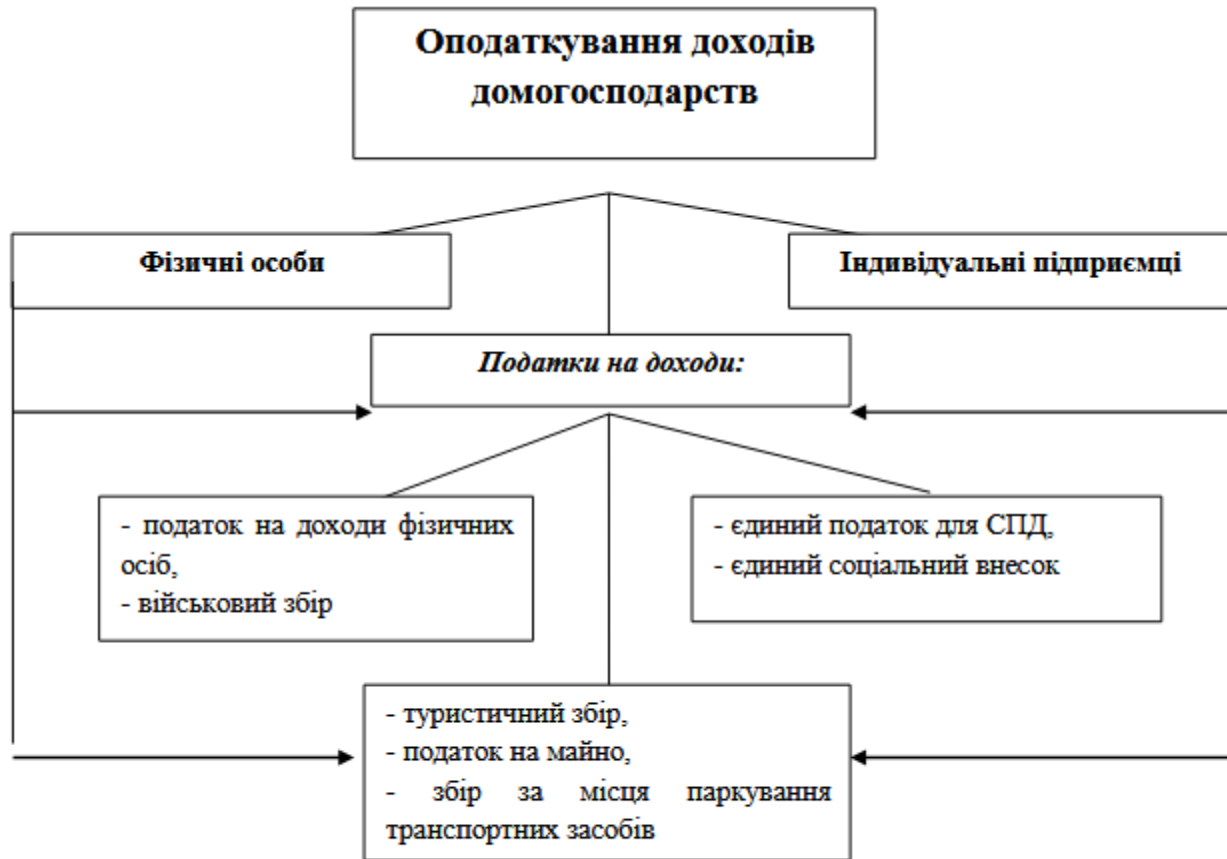 Оподаткування доходів
домогосподарств
Фізичні особи
Індивідуальні підприємці
Податки на доходи:
- податок на доходи фізичних
осіб,
- військовий збір
- єдиний податок для СПД,
- єдиний соціальний внесок
- туристичний збір,
- податок на майно,
- збір за місця паркування
транспортних засобів